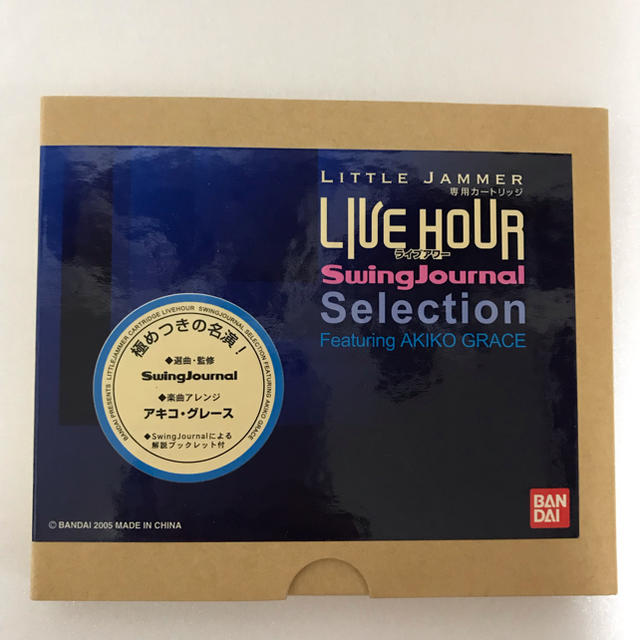 LITTLE JAMMER
専用カートリッジ
LIVE HOUR
ライブアワー
SwingJournal
Selection
Featuring AKIKO GRACE
BANDAI PRESENTS LITTLEJAMMER CARTRIDGE LIVEHOUR SWINGJOURNAL SELECTION FEATURING AKIKO GRACE
極めつきの名演!
◆選曲・監修
SwingJournal
◆楽曲アレンジ
アキコ・グレース
◆SwingJournalによる
解説ブックレット付
© BANDAI 2005 MADE IN CHINA
BAN
DAI